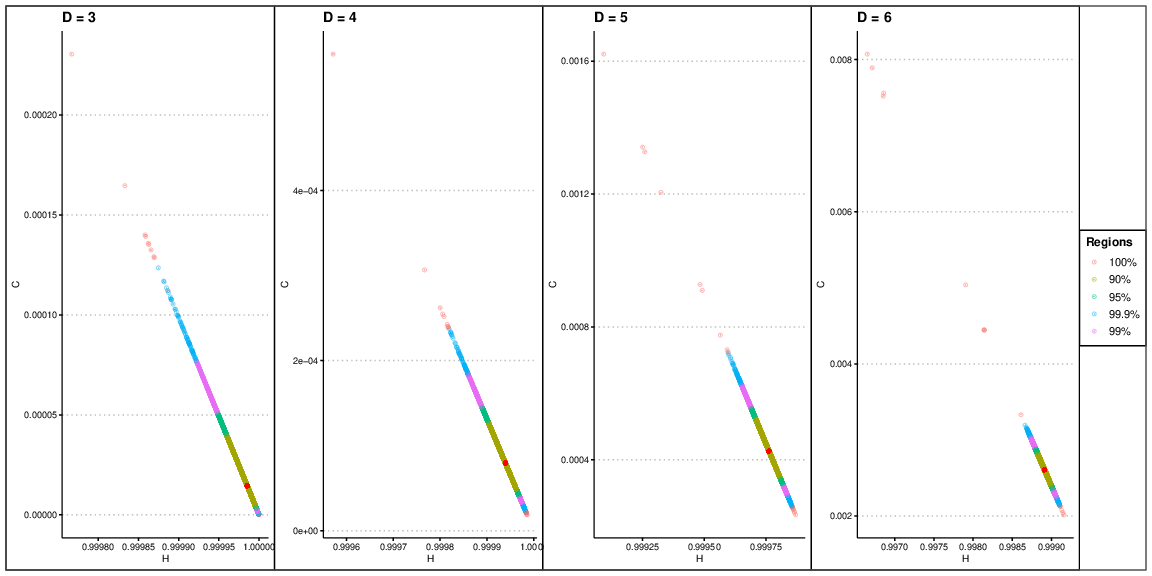 D = 3
C
0.00020
0.00015
0.00010
0.00005
0.00000
0.99980
0.99985
0.99990
0.99995
1.00000
H
D = 4
C
4e−04
2e−04
0e+00
0.9996
0.9997
0.9998
0.9999
1.000
H
D = 5
C
0.0016
0.0012
0.0008
0.0004
0.99925
0.99950
0.99975
H
D = 6
C
0.008
0.006
0.004
0.002
0.9970
0.9975
0.9980
0.9985
0.9990
H
Regions
100%
90%
95%
99.9%
99%